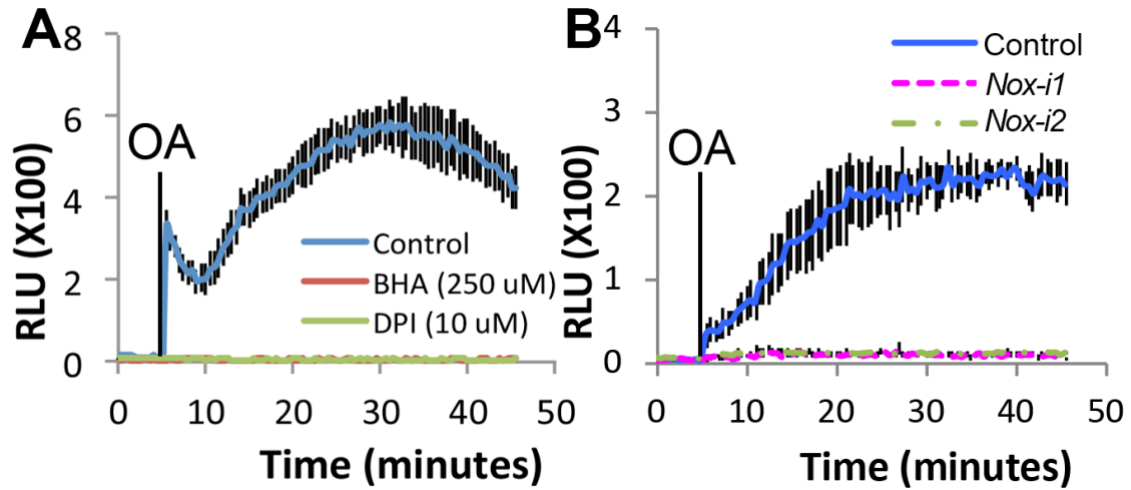 A
8
6
4
2
0
OA
RLU (X100)
Control
BHA (250 uM)
DPI (10 uM)
0 10 20 30 40 50
Time (minutes)
B
4
3
2
1
0
OA
RLU (X100)
Control
Nox-i1
Nox-i2
0 10 20 30 40 50
Time (minutes)